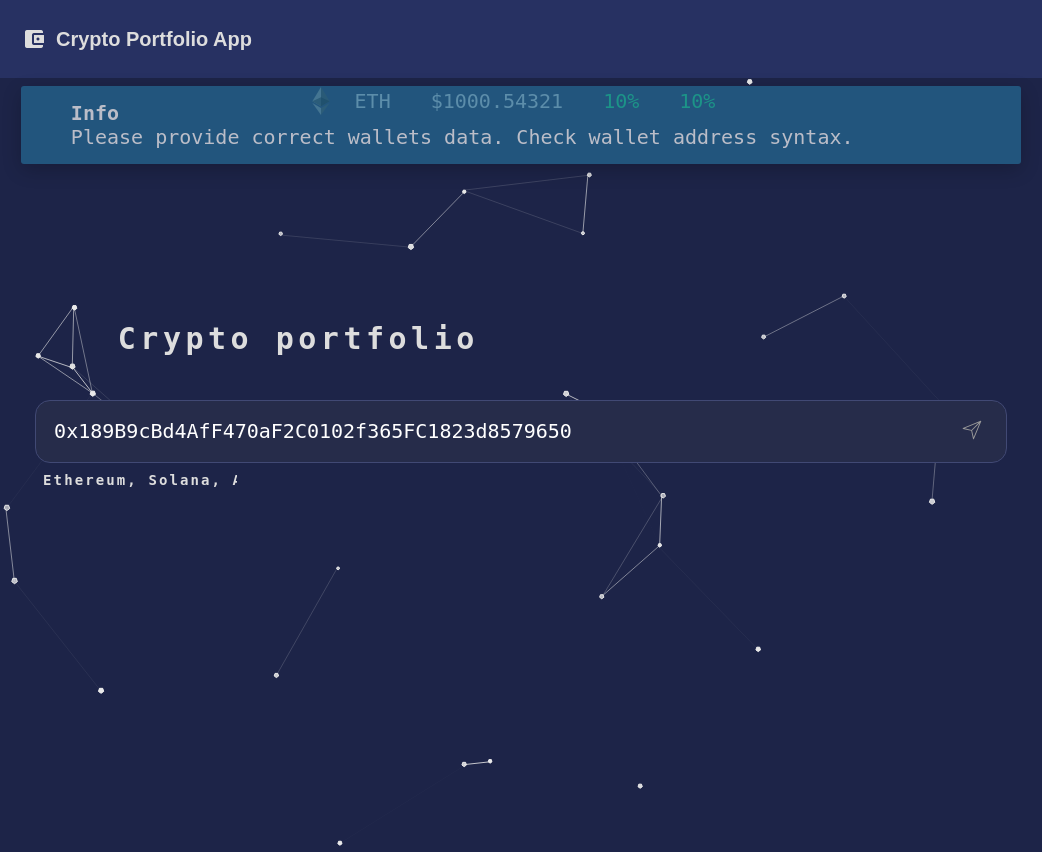 Crypto Portfolio App
ETH $1000.54321 10% 10%
Info
Please provide correct wallets data. Check wallet address syntax.
Crypto portfolio
0x189B9cBd4AfF470aF2C0102f365FC1823d8579650
Ethereum, Solana,